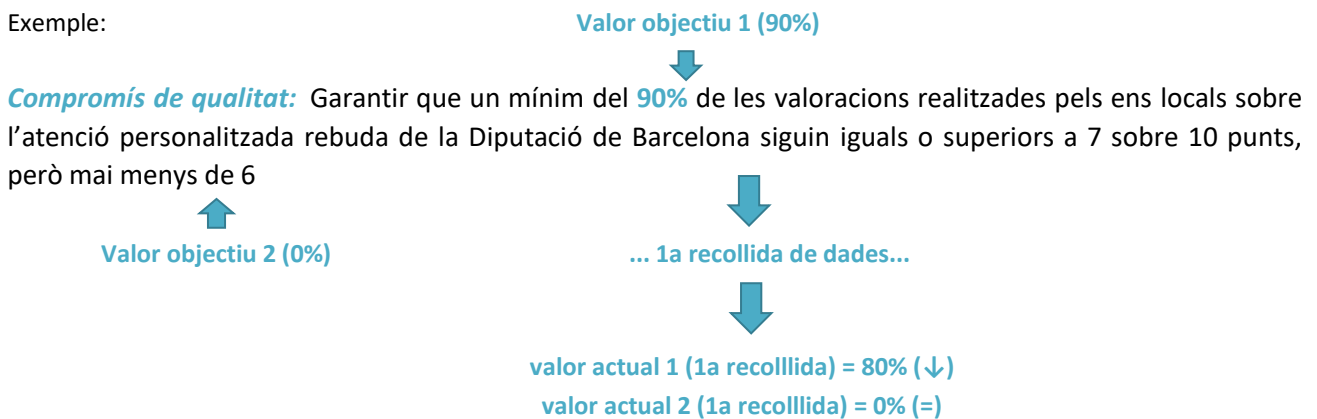 Exemple:
Valor objectiu 1 (90%)
Compromís de qualitat: Garantir que un mínim del 90% de les valoracions realitzades pels ens locals sobre
l’atenció personalitzada rebuda de la Diputació de Barcelona siguin iguals o superiors a 7 sobre 10 punts,
però mai menys de 6
Valor objectiu 2 (0%)
... 1a recollida de dades...
valor actual 1 (1a recolllida) = 80% (↓)
valor actual 2 (1a recolllida) = 0% (=)